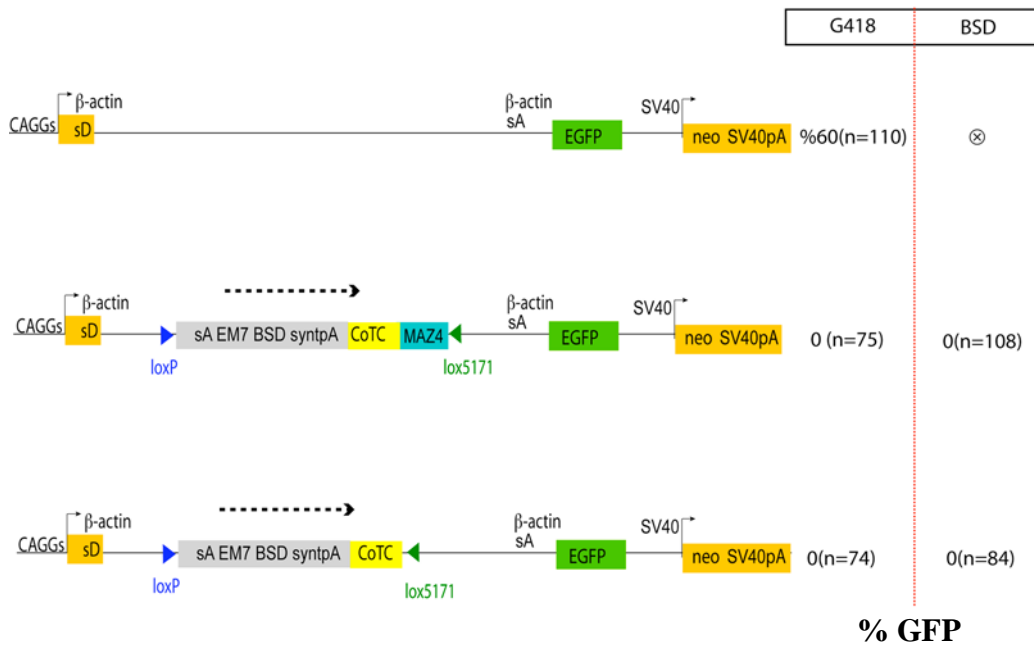 G418 BSD
β-actin β-actin SV40
CAGGs sD sA EGFP neo SV40pA %60(n=110) ⊗
β-actin β-actin SV40
CAGGs sD sA EM7 BSD syntpA CoTC MAZ4 sA EGFP neo SV40pA 0 (n=75) 0(n=108)
loxP lox5171
β-actin β-actin SV40
CAGGs sD sA EM7 BSD syntpA CoTC sA EGFP neo SV40pA 0(n=74) 0(n=84)
loxP lox5171
% GFP